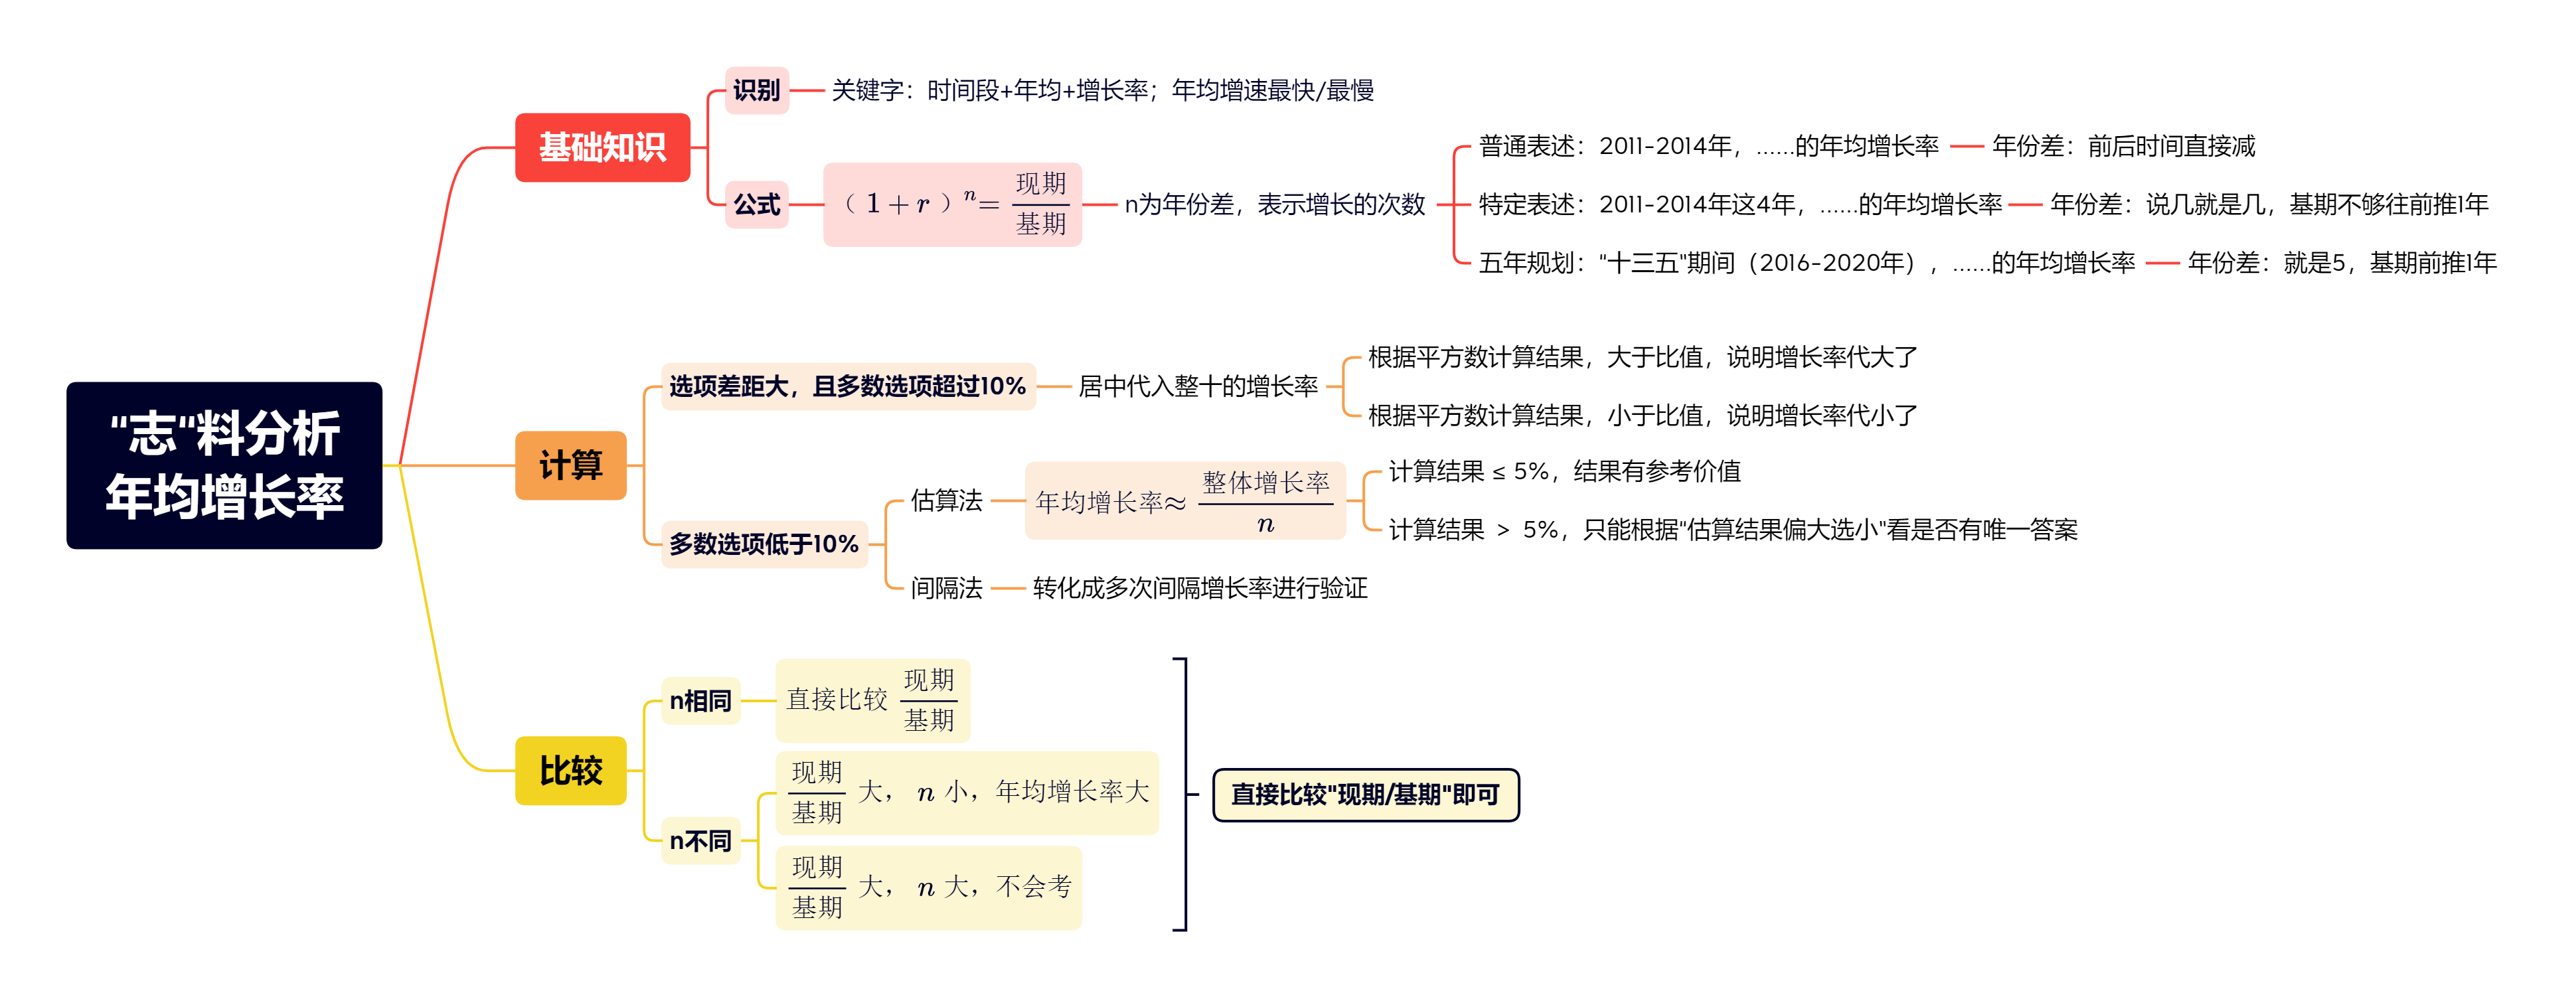 "志"料分析
年均增长率
基础知识
识别
关键字：时间段+年均+增长率；年均增速最快/最慢
公式
（1+r）^n=现期/基期
n为年份差，表示增长的次数
普通表述：2011-2014年，……的年均增长率
年份差：前后时间直接减
特定表述：2011-2014年这4年，……的年均增长率
年份差：说几就是几，基期不够往前推1年
五年规划："十三五"期间（2016-2020年），……的年均增长率
年份差：就是5，基期前推1年
计算
选项差距大，且多数选项超过10%
居中代入整十的增长率
根据平方数计算结果，大于比值，说明增长率代大了
根据平方数计算结果，小于比值，说明增长率代小了
多数选项低于10%
估算法
年均增长率≈整体增长率/n
计算结果 ≤ 5%，结果有参考价值
计算结果 > 5%，只能根据"估算结果偏大选小"看是否有唯一答案
间隔法
转化成多次间隔增长率进行验证
比较
n相同
直接比较 现期/基期
n不同
现期/基期 大， n 小，年均增长率大
现期/基期 大， n 大，不会考
直接比较"现期/基期"即可